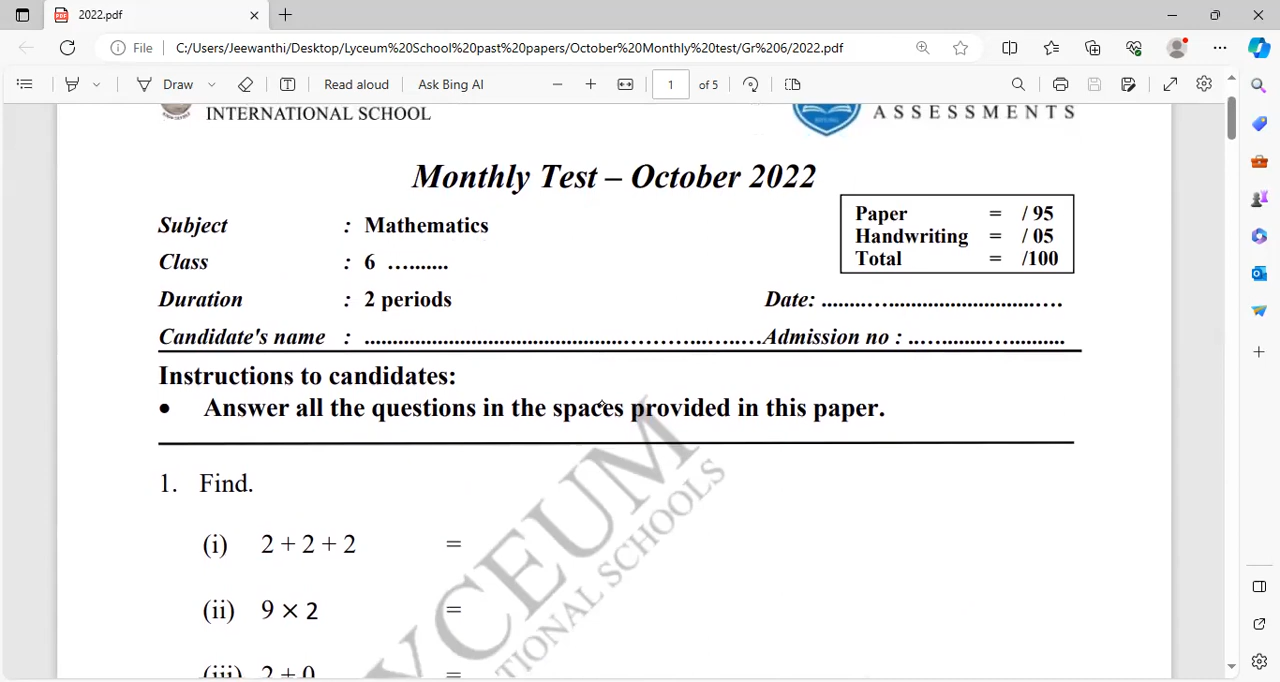 2022.pdf
File
C:/Users/Jeewanthi/Desktop/Lyceum%20School%20past%20papers/October%20Monthly%20test/Gr%206/2022.pdf
Draw
Read aloud
Ask Bing AI
1 of 5
INTERNATIONAL SCHOOL
ASSESSMENTS
Monthly Test – October 2022
Paper = / 95
Handwriting = / 05
Total = /100
Subject : Mathematics
Class : 6 ...........
Duration : 2 periods
Date: ............................................
Candidate's name : ........................................................................Admission no : ............................
Instructions to candidates:
• Answer all the questions in the spaces provided in this paper.
1. Find.
(i) 2 + 2 + 2 =
(ii) 9 × 2 =
(iii) 2 + 0 =
LYCEUM
INTERNATIONAL SCHOOLS